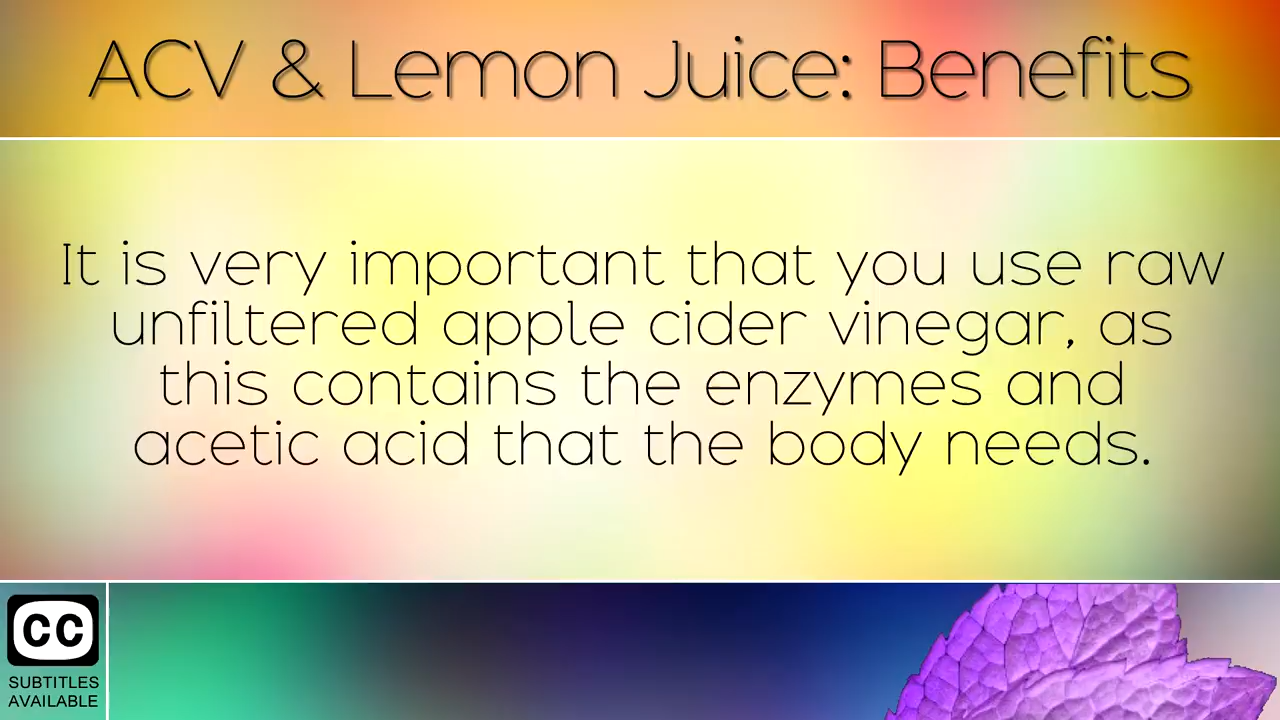 ACV & Lemon Juice: Benefits
It is very important that you use raw
unfiltered apple cider vinegar, as
this contains the enzymes and
acetic acid that the body needs.
CC
SUBTITLES
AVAILABLE